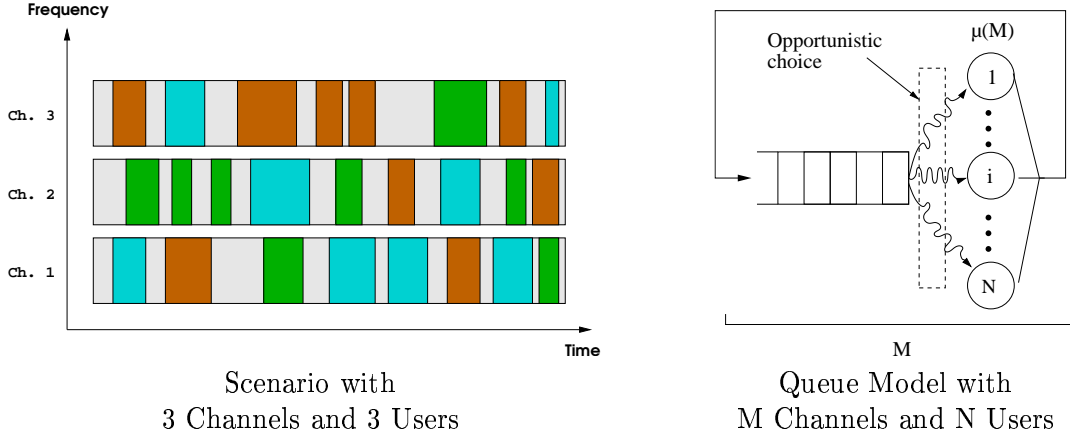 Frequency
Ch. 3
Ch. 2
Ch. 1
Time
Scenario with
3 Channels and 3 Users
μ(M)
Opportunistic
choice
1
i
N
M
Queue Model with
M Channels and N Users